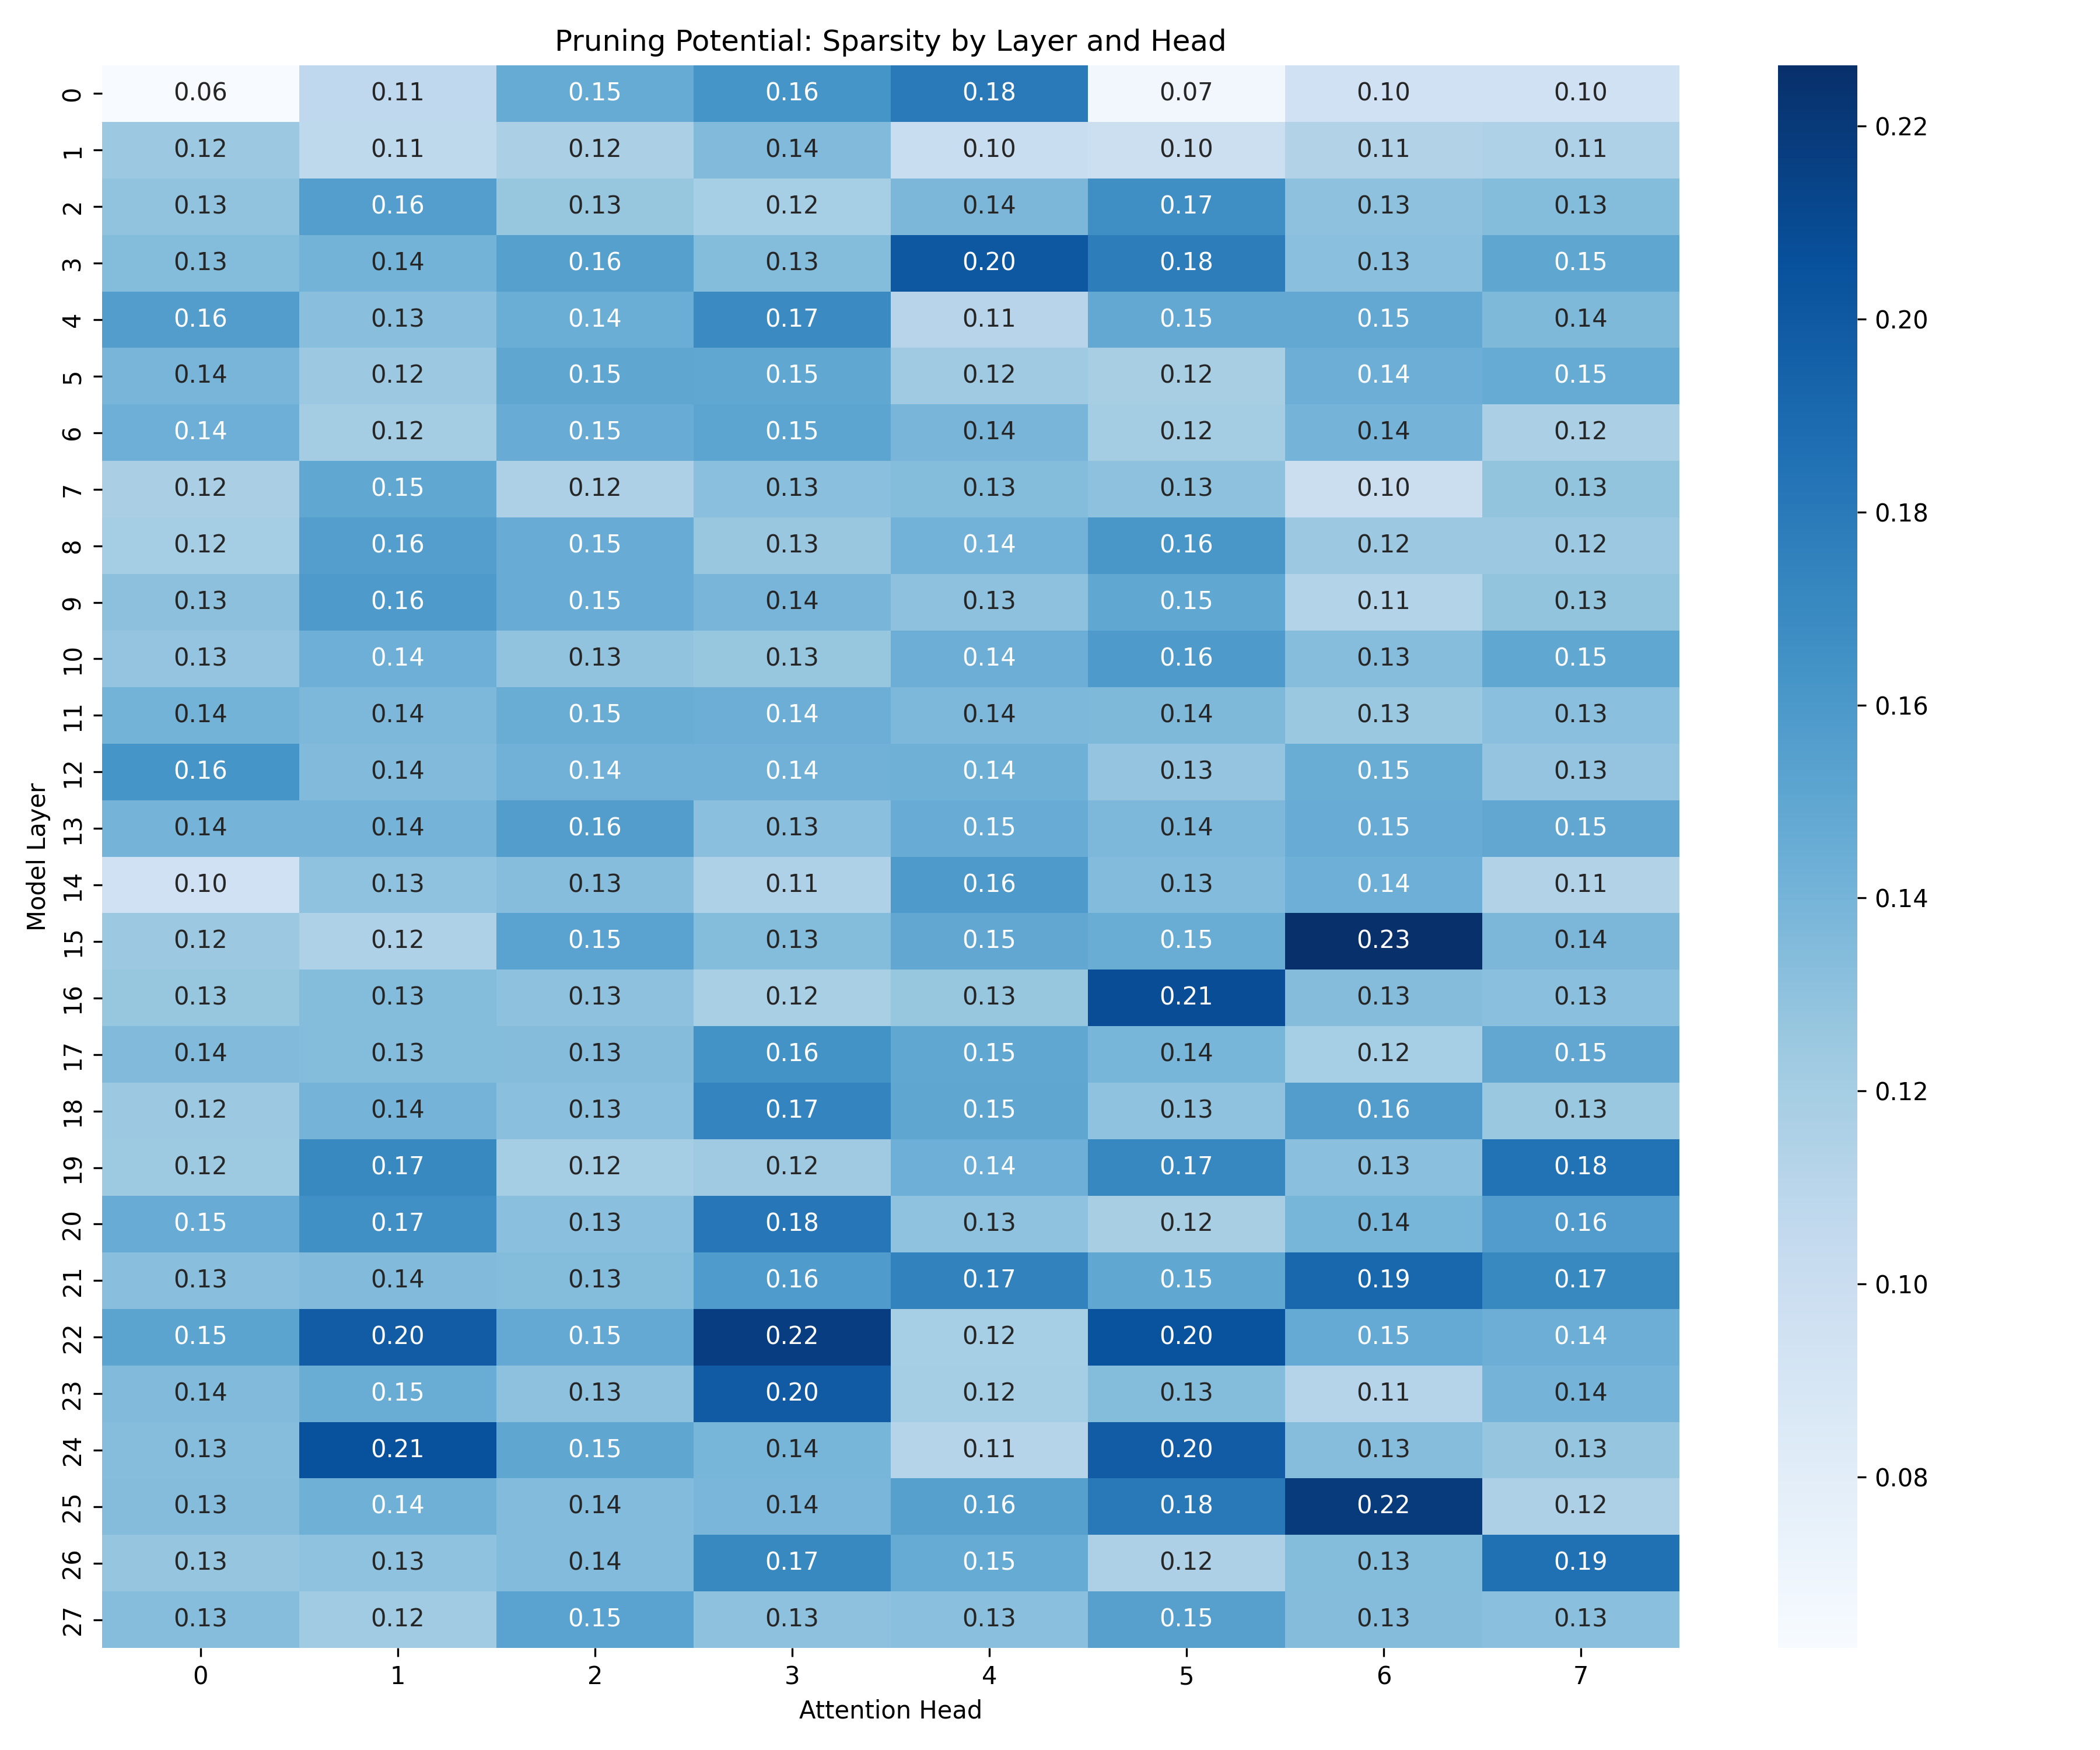 Pruning Potential: Sparsity by Layer and Head
Model Layer
0 0.06 0.11 0.15 0.16 0.18 0.07 0.10 0.10
1 0.12 0.11 0.12 0.14 0.10 0.10 0.11 0.11
2 0.13 0.16 0.13 0.12 0.14 0.17 0.13 0.13
3 0.13 0.14 0.16 0.13 0.20 0.18 0.13 0.15
4 0.16 0.13 0.14 0.17 0.11 0.15 0.15 0.14
5 0.14 0.12 0.15 0.15 0.12 0.12 0.14 0.15
6 0.14 0.12 0.15 0.15 0.14 0.12 0.14 0.12
7 0.12 0.15 0.12 0.13 0.13 0.13 0.10 0.13
8 0.12 0.16 0.15 0.13 0.14 0.16 0.12 0.12
9 0.13 0.16 0.15 0.14 0.13 0.15 0.11 0.13
10 0.13 0.14 0.13 0.13 0.14 0.16 0.13 0.15
11 0.14 0.14 0.15 0.14 0.14 0.14 0.13 0.13
12 0.16 0.14 0.14 0.14 0.14 0.13 0.15 0.13
13 0.14 0.14 0.16 0.13 0.15 0.14 0.15 0.15
14 0.10 0.13 0.13 0.11 0.16 0.13 0.14 0.11
15 0.12 0.12 0.15 0.13 0.15 0.15 0.23 0.14
16 0.13 0.13 0.13 0.12 0.13 0.21 0.13 0.13
17 0.14 0.13 0.13 0.16 0.15 0.14 0.12 0.15
18 0.12 0.14 0.13 0.17 0.15 0.13 0.16 0.13
19 0.12 0.17 0.12 0.12 0.14 0.17 0.13 0.18
20 0.15 0.17 0.13 0.18 0.13 0.12 0.14 0.16
21 0.13 0.14 0.13 0.16 0.17 0.15 0.19 0.17
22 0.15 0.20 0.15 0.22 0.12 0.20 0.15 0.14
23 0.14 0.15 0.13 0.20 0.12 0.13 0.11 0.14
24 0.13 0.21 0.15 0.14 0.11 0.20 0.13 0.13
25 0.13 0.14 0.14 0.14 0.16 0.18 0.22 0.12
26 0.13 0.13 0.14 0.17 0.15 0.12 0.13 0.19
27 0.13 0.12 0.15 0.13 0.13 0.15 0.13 0.13
0 1 2 3 4 5 6 7
Attention Head
0.22
0.20
0.18
0.16
0.14
0.12
0.10
0.08